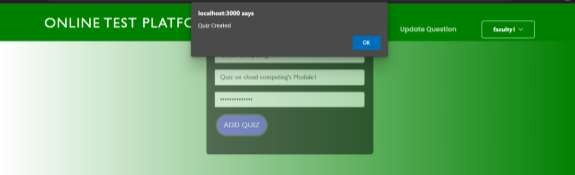 localhost:3000 says
Quiz Created
OK
ONLINE TEST PLATFO
Update Question
faculty1
Quiz on cloud computing's Module1
••••••••••••••
ADD QUIZ